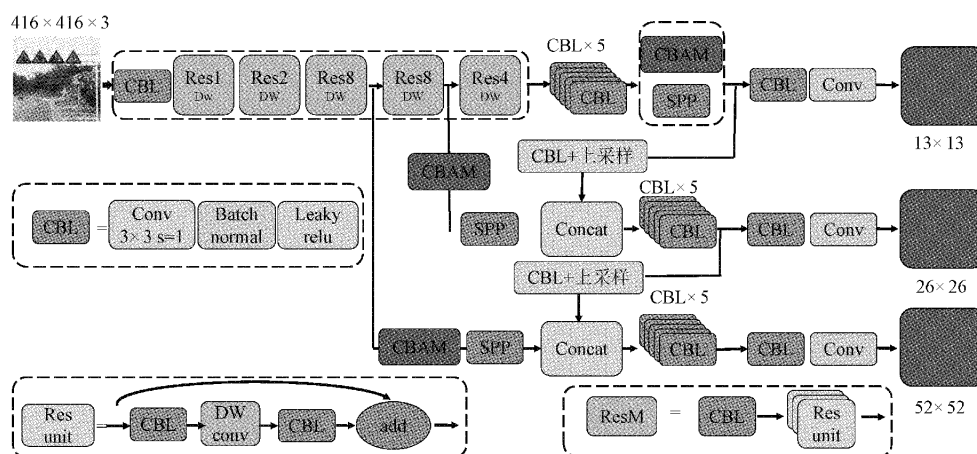 416×416×3
CBL
Res1
DW
Res2
DW
Res8
DW
Res8
DW
Res4
DW
CBL×5
CBL
CBAM
SPP
CBL
Conv
13×13
CBL+上采样
CBAM
SPP
Concat
CBL×5
CBL
CBL
Conv
26×26
CBL
=
Conv
3×3 s=1
Batch
normal
Leaky
relu
CBL+上采样
CBAM
SPP
Concat
CBL×5
CBL
CBL
Conv
52×52
Res
unit
=
CBL
DW
conv
CBL
add
ResM
=
CBL
Res
unit